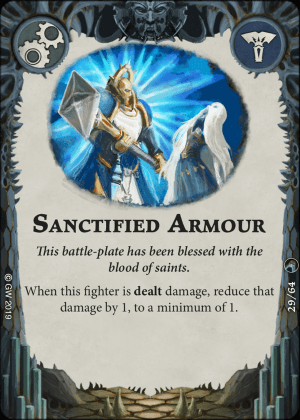 SANCTIFIED ARMOUR
This battle-plate has been blessed with the
blood of saints.
When this fighter is dealt damage, reduce that
damage by 1, to a minimum of 1.
© GW 2019
29/64